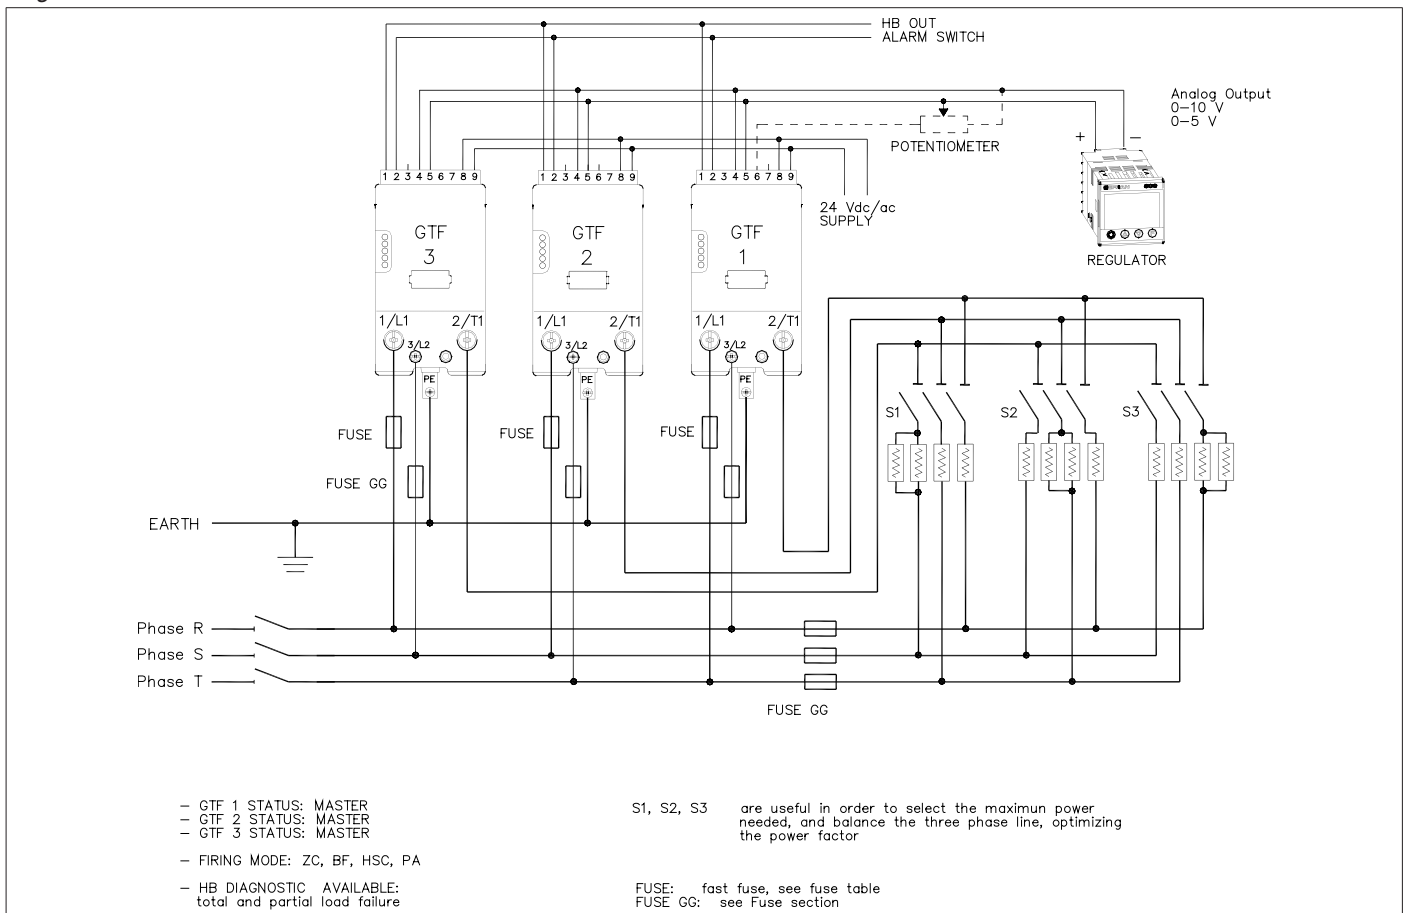 HB OUT
ALARM SWITCH
Analog Output
0–10 V
0–5 V
+ –
POTENTIOMETER
1 2 3 4 5 6 7 8 9
1 2 3 4 5 6 7 8 9
1 2 3 4 5 6 7 8 9
24 Vdc/ac
SUPPLY
GTF
3
GTF
2
GTF
1
REGULATOR
1/L1 2/T1
3/L2
PE
1/L1 2/T1
3/L2
PE
1/L1 2/T1
3/L2
PE
S1 S2 S3
FUSE FUSE FUSE
FUSE GG
EARTH
Phase R
Phase S
Phase T
FUSE GG
– GTF 1 STATUS: MASTER
– GTF 2 STATUS: MASTER
– GTF 3 STATUS: MASTER
– FIRING MODE: ZC, BF, HSC, PA
– HB DIAGNOSTIC AVAILABLE:
total and partial load failure
S1, S2, S3 are useful in order to select the maximun power
needed, and balance the three phase line, optimizing
the power factor
FUSE: fast fuse, see fuse table
FUSE GG: see Fuse section